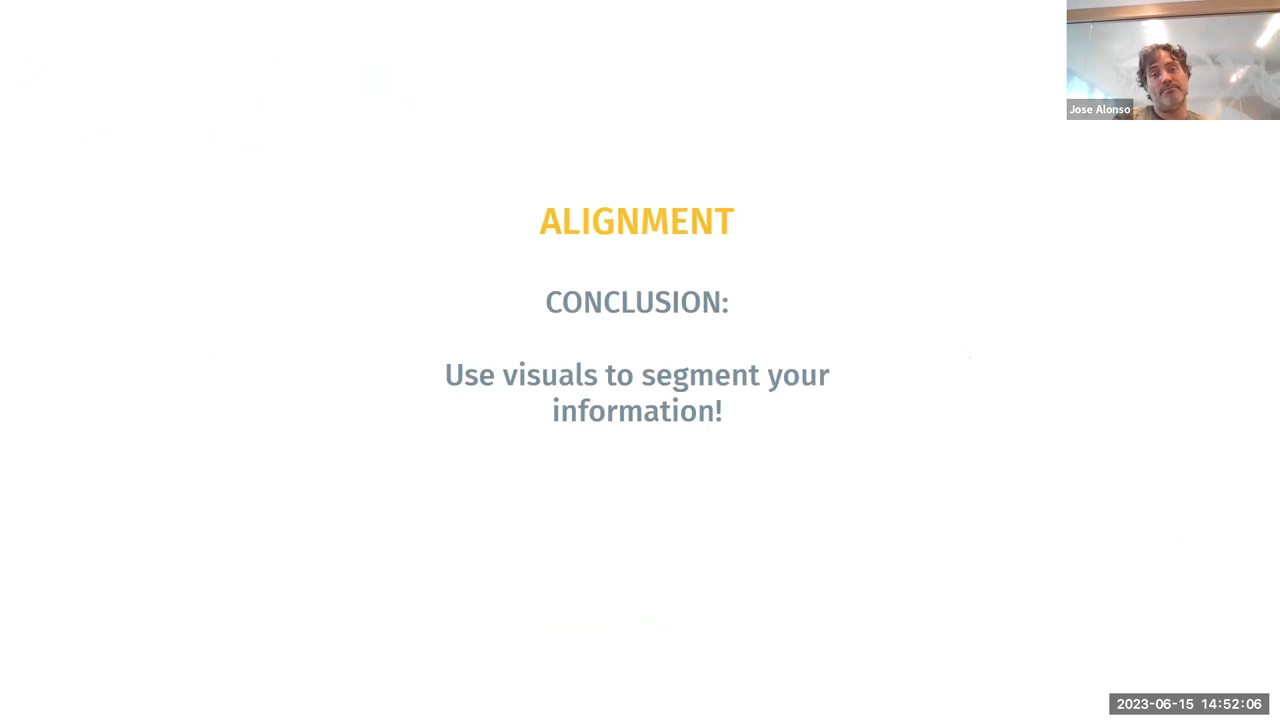 Jose Alonso
ALIGNMENT
CONCLUSION:
Use visuals to segment your
information!
2023-06-15 14:52:06